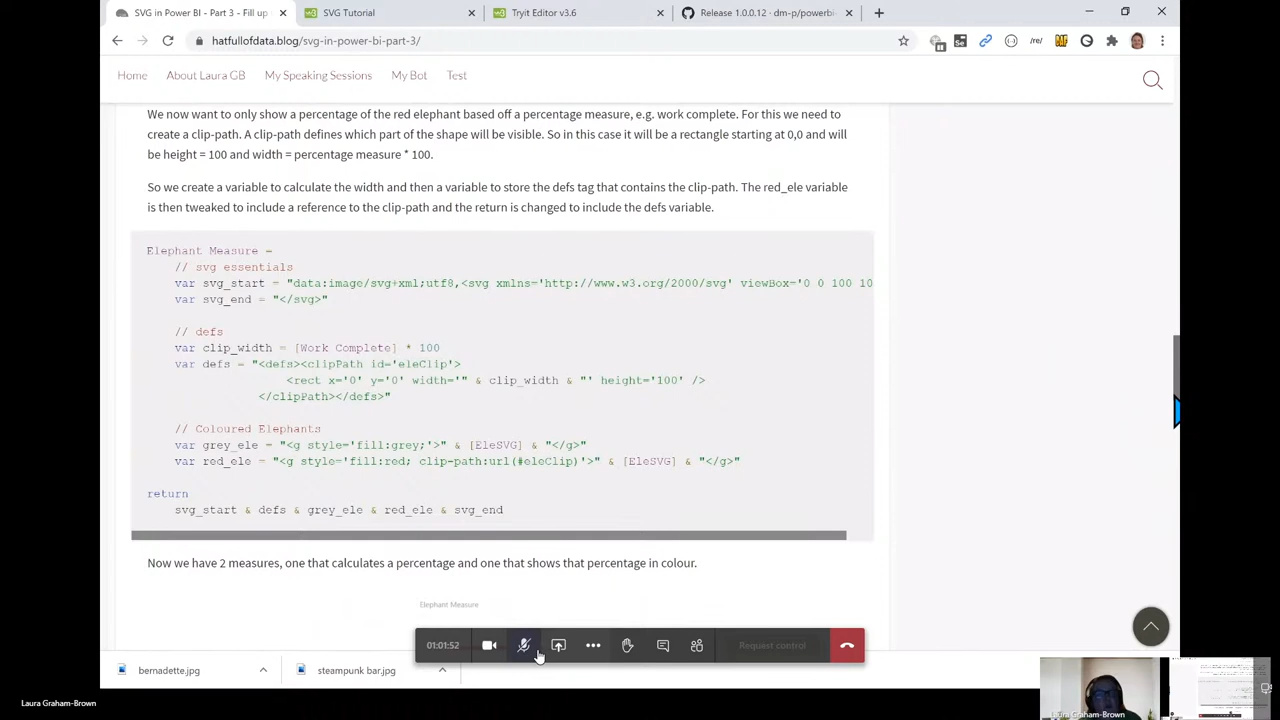 SVG in Power BI - Part 3 - Fill up
SVG Tutorial
Tryit Editor v3.6
Release 1.0.0.12 · dm-p/powerbi-
hatfullofdata.blog/svg-in-power-bi-part-3/
Home About Laura GB My Speaking Sessions My Bot Test
We now want to only show a percentage of the red elephant based off a percentage measure, e.g. work complete. For this we need to
create a clip-path. A clip-path defines which part of the shape will be visible. So in this case it will be a rectangle starting at 0,0 and will
be height = 100 and width = percentage measure * 100.
So we create a variable to calculate the width and then a variable to store the defs tag that contains the clip-path. The red_ele variable
is then tweaked to include a reference to the clip-path and the return is changed to include the defs variable.
Elephant Measure =
// svg essentials
var svg_start = "data:image/svg+xml;utf8,<svg xmlns='http://www.w3.org/2000/svg' viewBox='0 0 100 10
var svg_end = "</svg>"
// defs
var clip_width = [Work Complete] * 100
var defs = "<defs><clipPath id='eleClip'>
<rect x='0' y='0' width='" & clip_width & "' height='100' />
</clipPath></defs>"
// Coloured Elephants
var grey_ele = "<g style='fill:grey;'>" & [EleSVG] & "</g>"
var red_ele = "<g style='fill:red; clip-path:url(#eleClip)'>" & [EleSVG] & "</g>"
return
svg_start & defs & grey_ele & red_ele & svg_end
Now we have 2 measures, one that calculates a percentage and one that shows that percentage in colour.
Elephant Measure
01:01:52 Request control
bernadette.jpg
steampunk bar.jpg
Laura Graham-Brown
Laura Graham-Brown